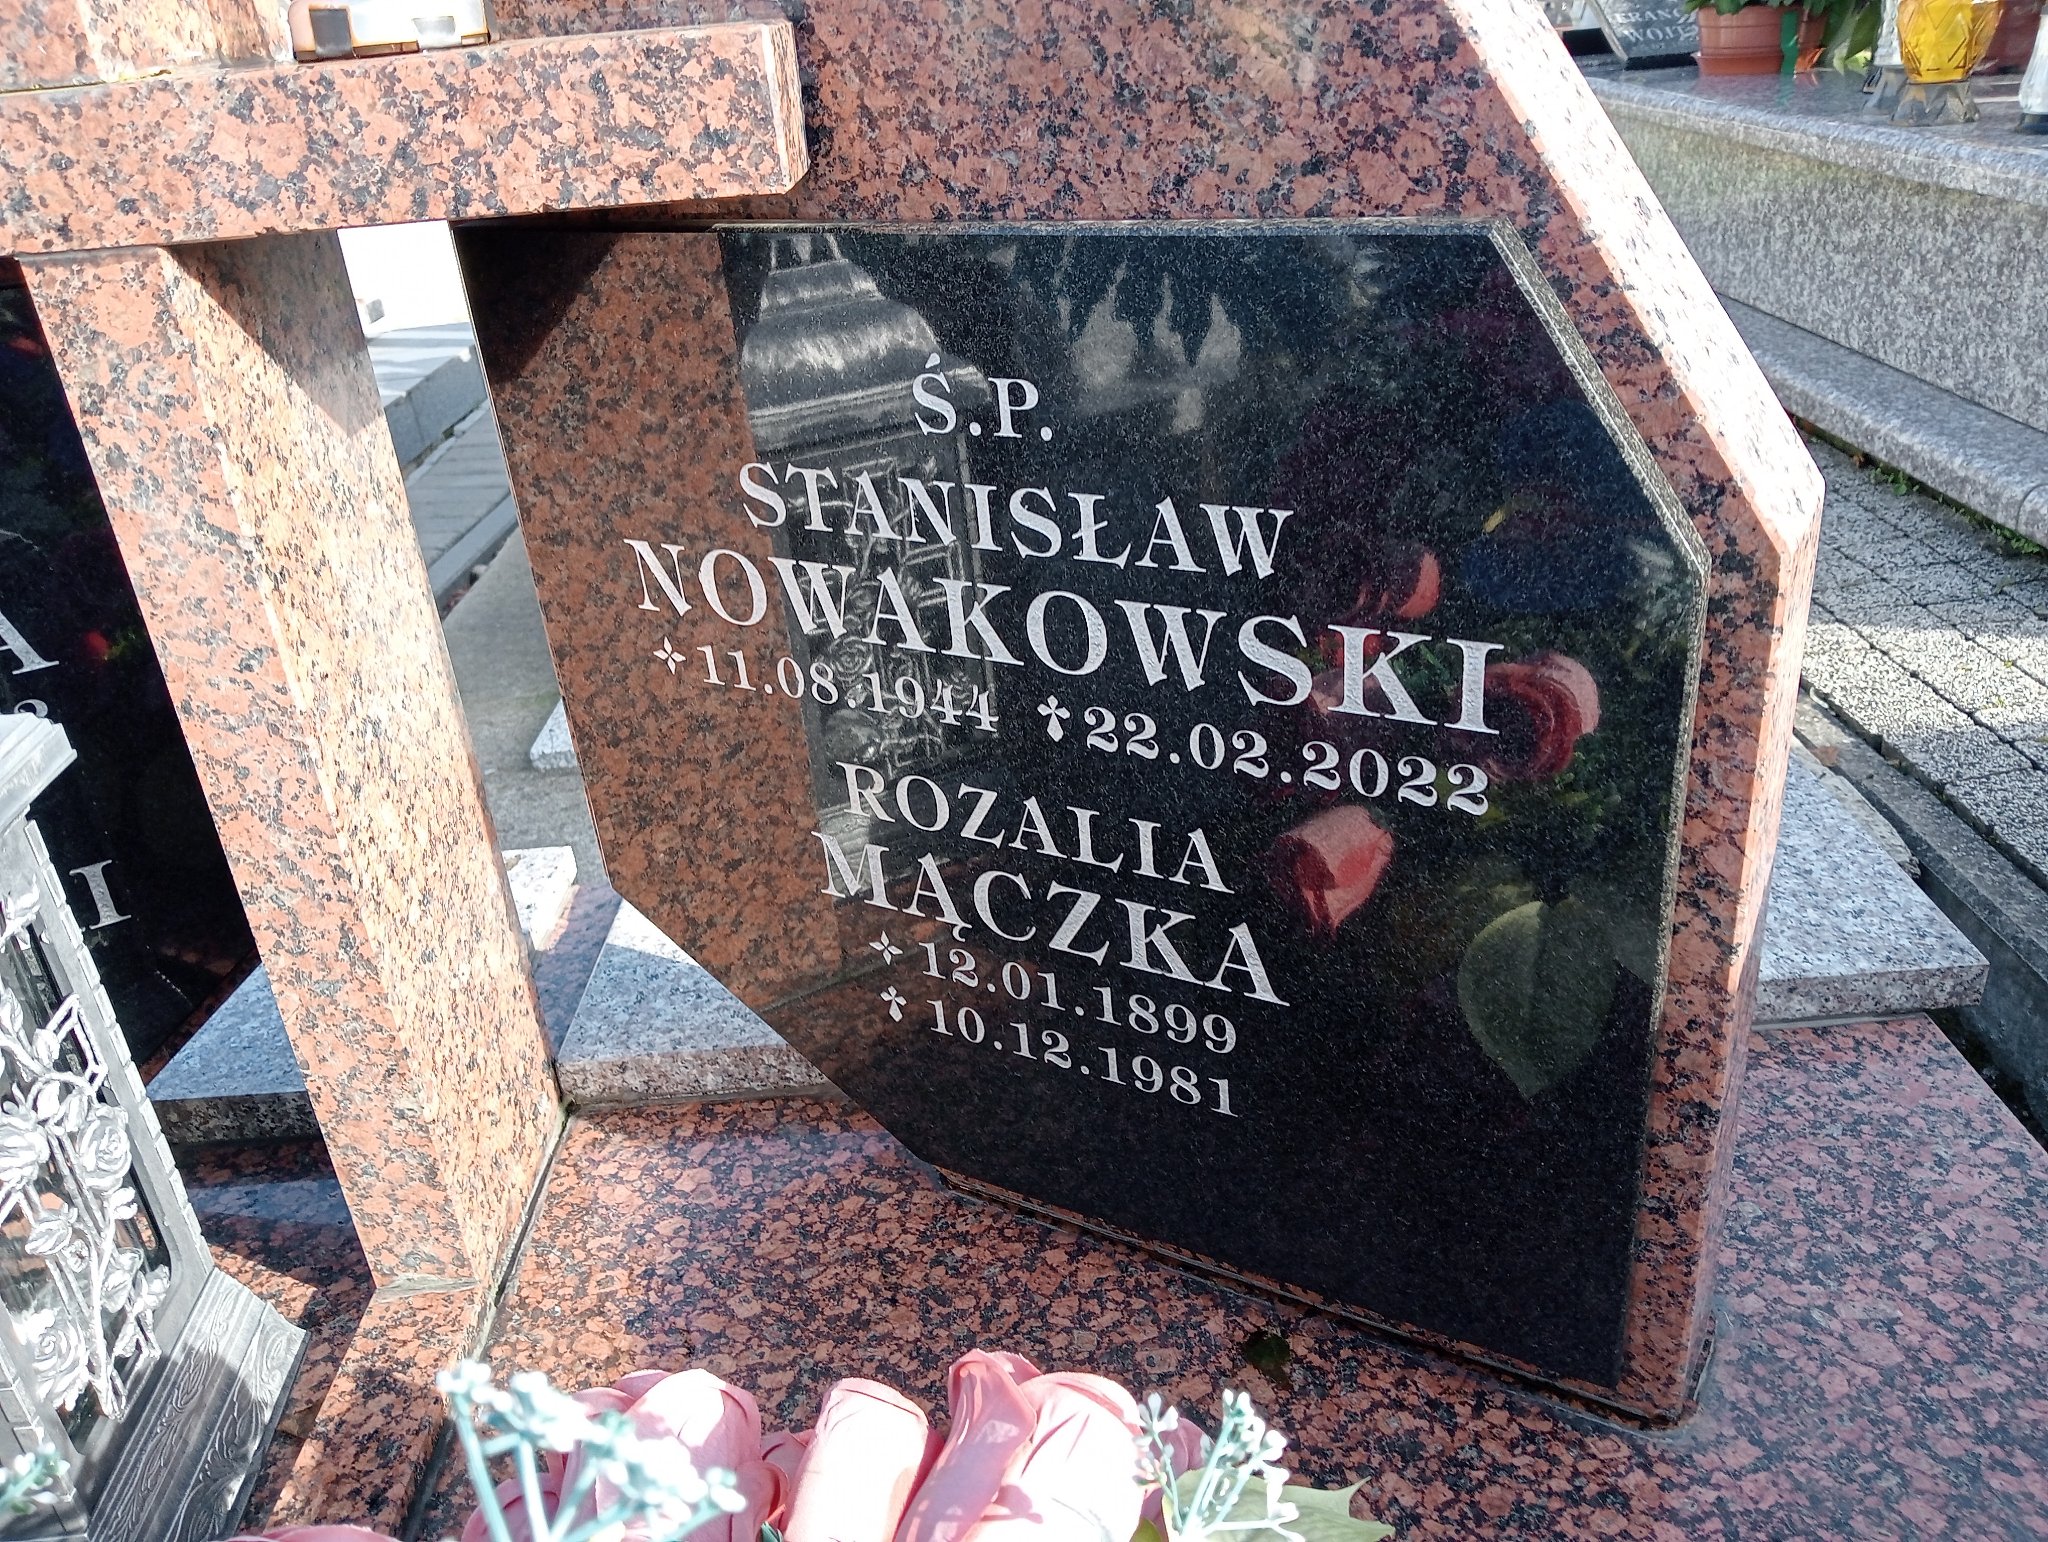 Ś.P.
STANISŁAW
NOWAKOWSKI
11.08.1944 22.02.2022
ROZALIA
MĄCZKA
12.01.1899
10.12.1981
A
I